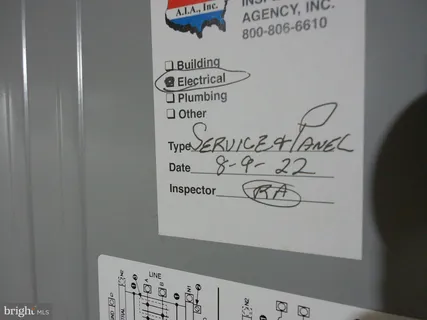 A.I.A., Inc.
AGENCY, INC.
800-806-6610
Building
Electrical
Plumbing
Other
Type SERVICE & PANEL
Date 8-9-22
Inspector RA
LINE
A
B
bright MLS